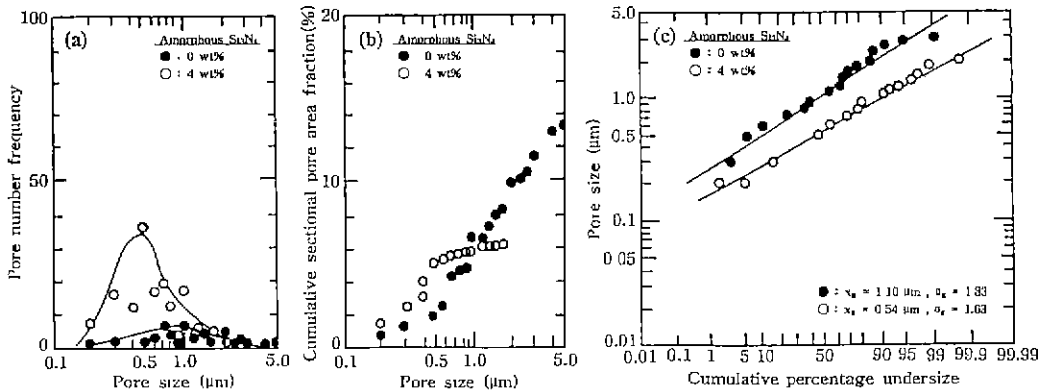 (a)
Amorphous Si₃N₄
● . 0 wt%
○ : 4 wt%
Pore number frequency
100
50
0
0.1
0.5
1.0
5.0
Pore size (μm)
(b)
Amorphous Si₃N₄
● . 0 wt%
○ 4 wt%
Cumulative sectional pore area fraction(%)
20
10
0
0.1
0.5
1.0
5.0
Pore size (μm)
(c)
Amorphous Si₃N₄
● : 0 wt%
○ : 4 wt%
Pore size (μm)
5.0
1.0
0.5
0.1
0.05
0.01
● : x_g = 1.10 μm , σ_g = 1.83
○ : x_g = 0.54 μm , σ_g = 1.63
0.01 0.1 1 5 10 50 90 95 99 99.9 99.99
Cumulative percentage undersize